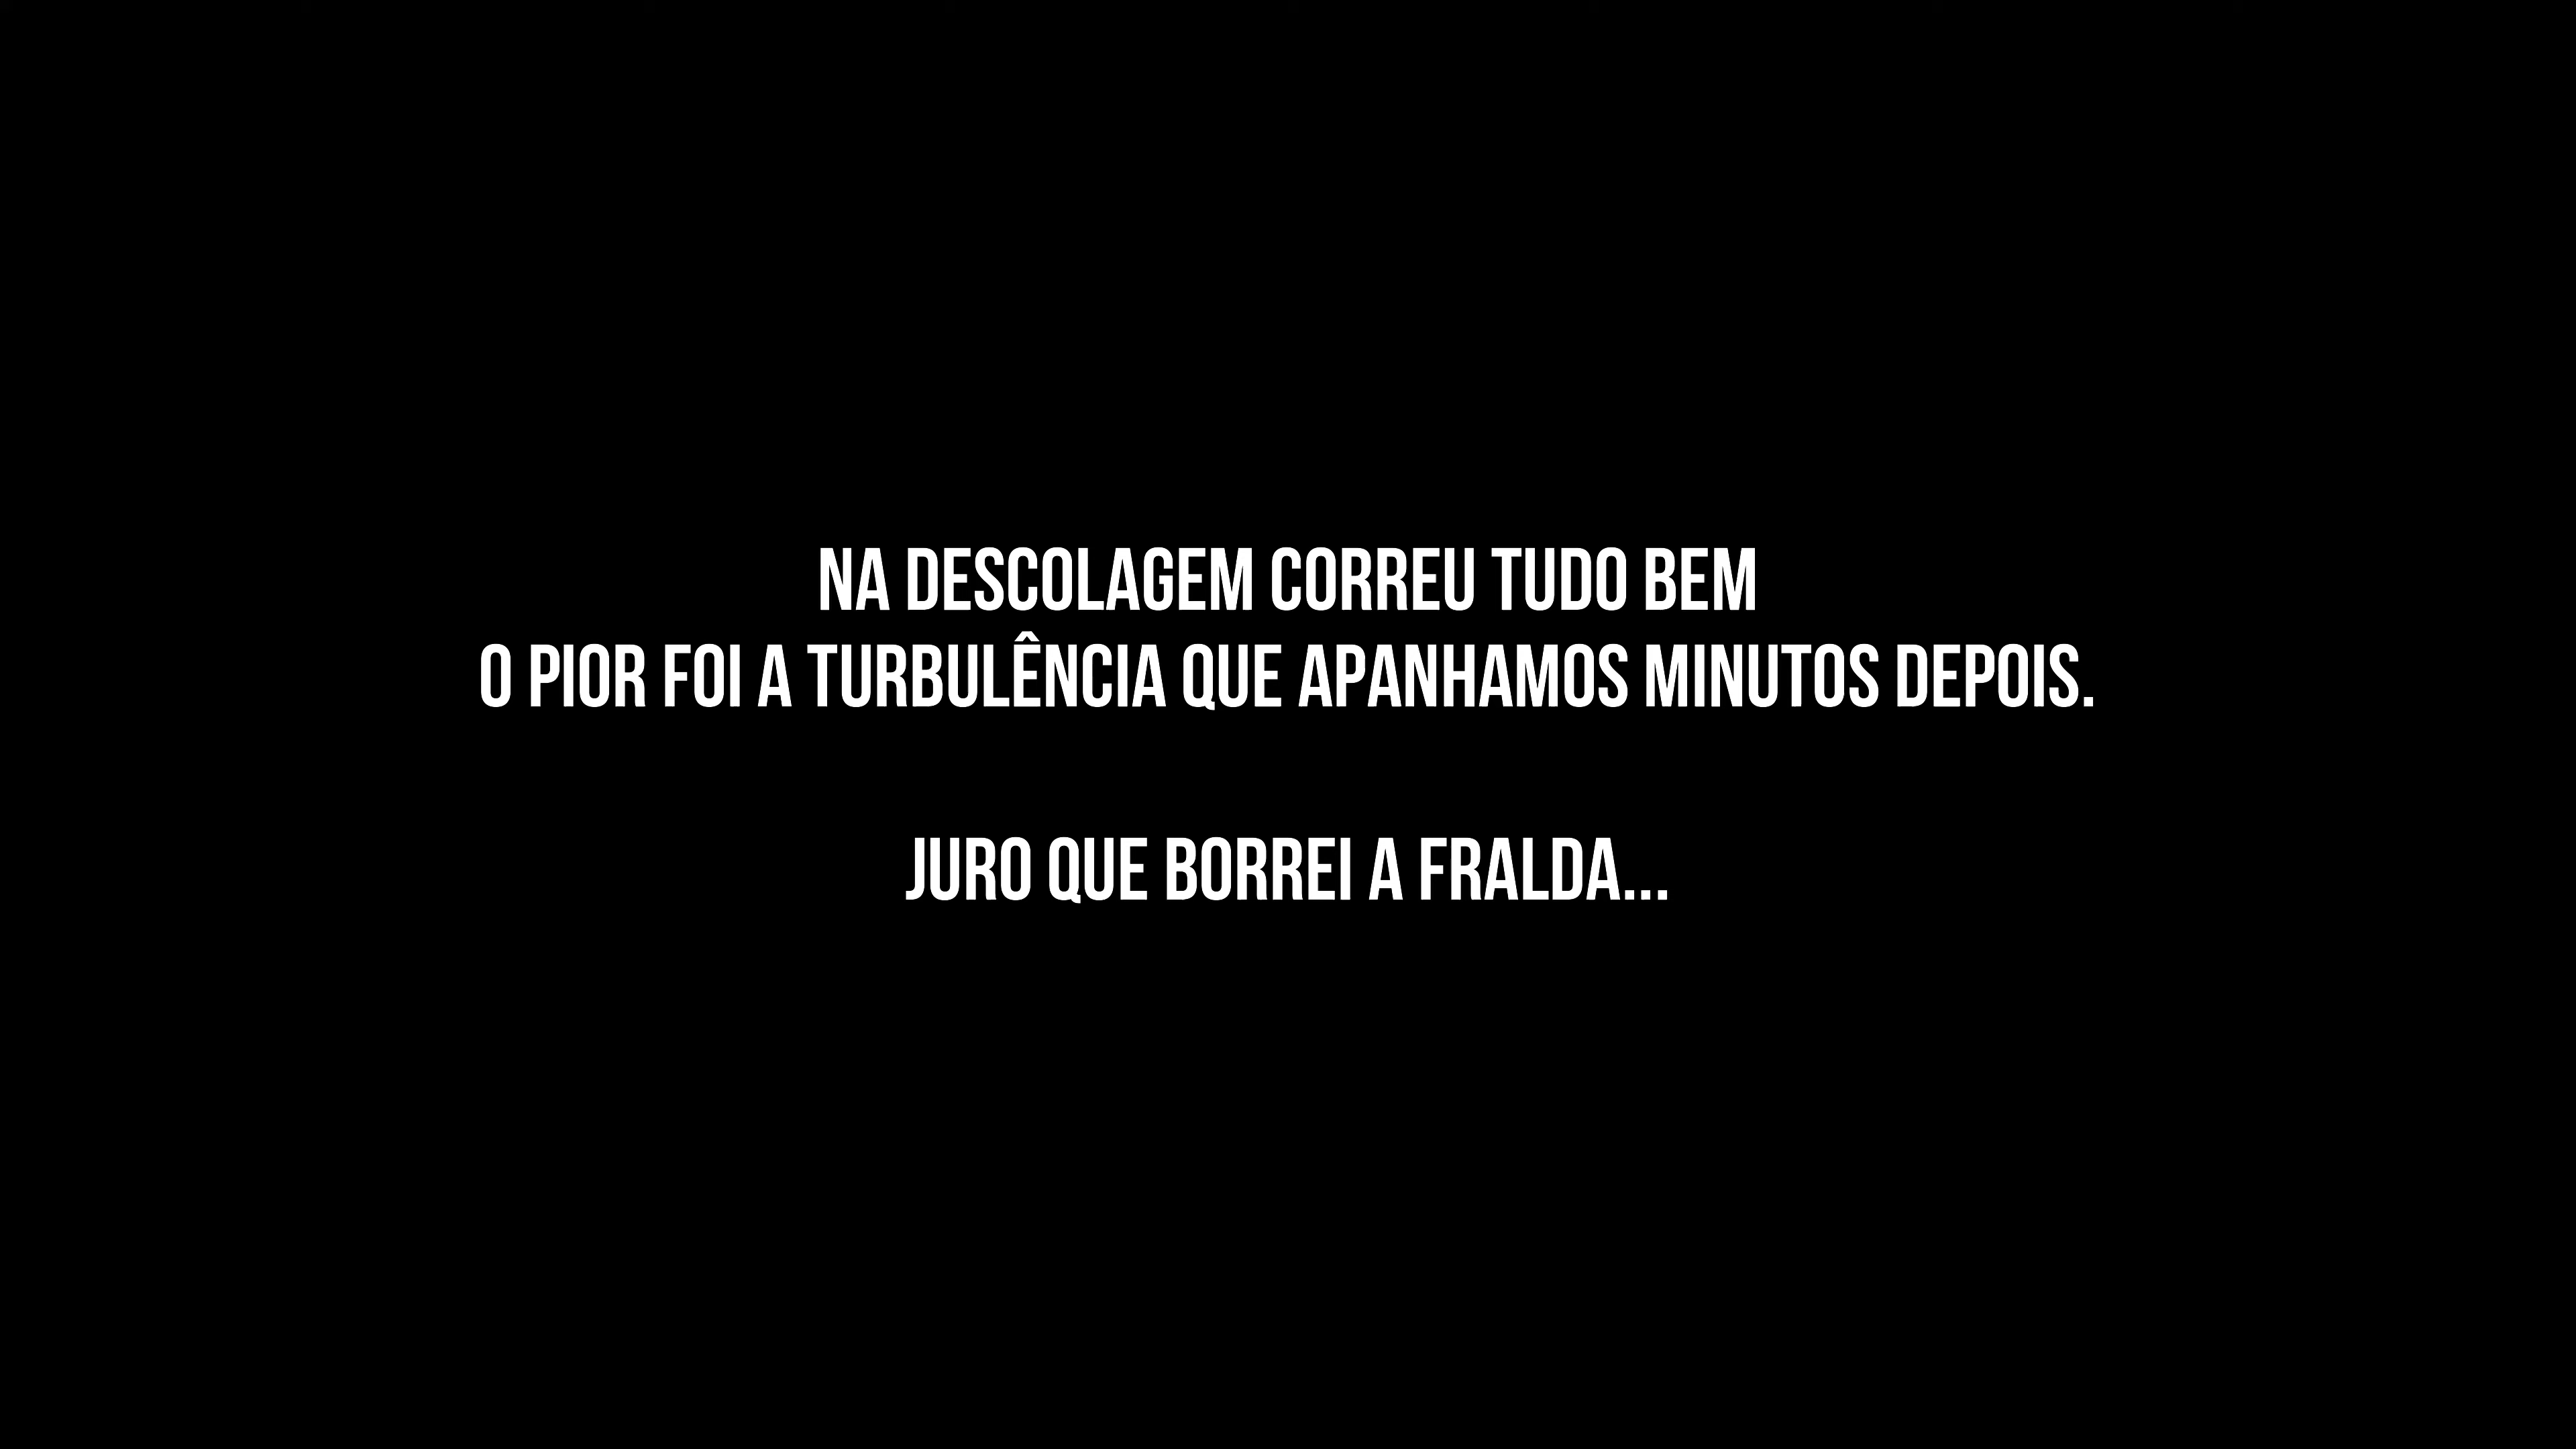 NA DESCOLAGEM CORREU TUDO BEM
O PIOR FOI A TURBULÊNCIA QUE APANHAMOS MINUTOS DEPOIS.
JURO QUE BORREI A FRALDA...